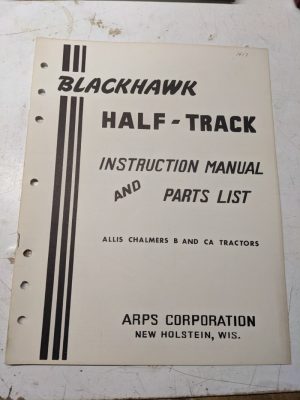 BLACKHAWK
HALF-TRACK
INSTRUCTION MANUAL
AND PARTS LIST
ALLIS CHALMERS B AND CA TRACTORS
ARPS CORPORATION
NEW HOLSTEIN, WIS.